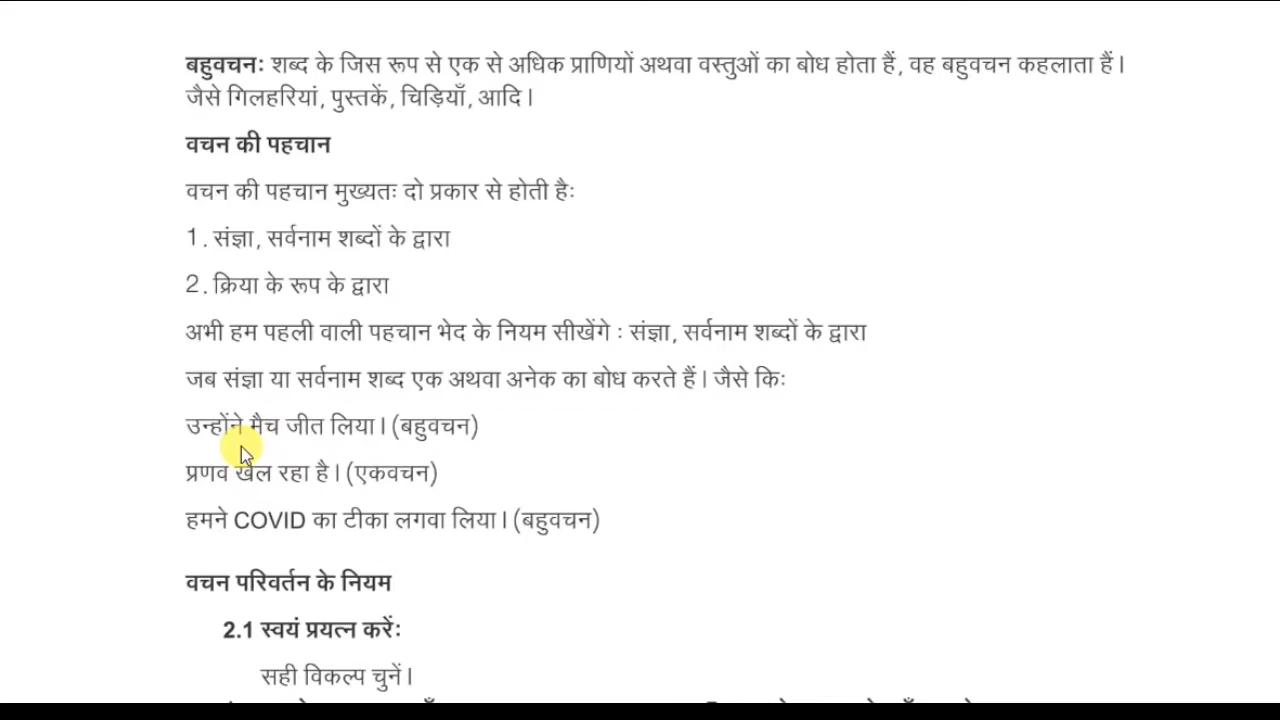 बहुवचनः शब्द के जिस रूप से एक से अधिक प्राणियों अथवा वस्तुओं का बोध होता हैं, वह बहुवचन कहलाता हैं।
जैसे गिलहरियां, पुस्तकें, चिड़ियाँ, आदि।
वचन की पहचान
वचन की पहचान मुख्यतः दो प्रकार से होती हैः
1. संज्ञा, सर्वनाम शब्दों के द्वारा
2. क्रिया के रूप के द्वारा
अभी हम पहली वाली पहचान भेद के नियम सीखेंगे : संज्ञा, सर्वनाम शब्दों के द्वारा
जब संज्ञा या सर्वनाम शब्द एक अथवा अनेक का बोध करते हैं। जैसे किः
उन्होंने मैच जीत लिया। (बहुवचन)
प्रणव खेल रहा है। (एकवचन)
हमने COVID का टीका लगवा लिया। (बहुवचन)
वचन परिवर्तन के नियम
2.1 स्वयं प्रयत्न करेंः
सही विकल्प चुनें।